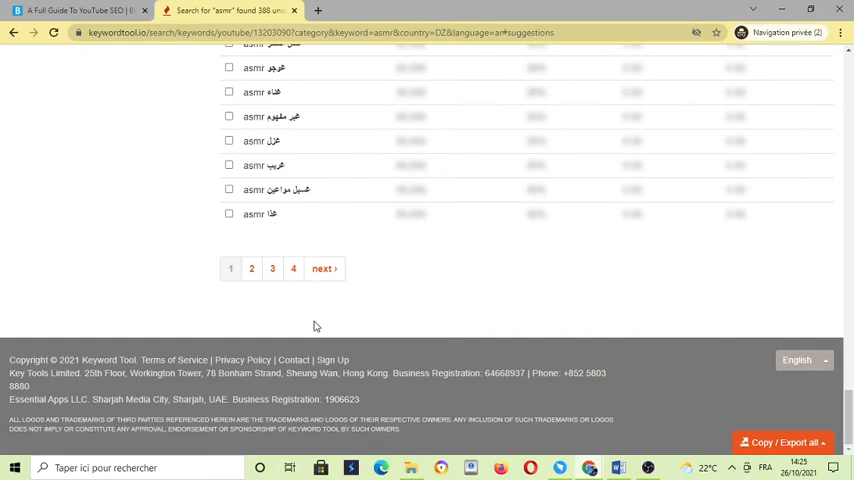 A Full Guide To YouTube SEO | B
Search for "asmr" found 388 uni
keywordtool.io/search/keywords/youtube/13203090?category&keyword=asmr&country=DZ&language=ar#suggestions
Navigation privée (2)
asmr غوجو
asmr غناء
asmr غير مفهوم
asmr غزل
asmr غريب
asmr غسيل مواعين
asmr غذا
1 2 3 4 next ›
Copyright © 2021 Keyword Tool. Terms of Service | Privacy Policy | Contact | Sign Up
English
Key Tools Limited. 25th Floor, Workington Tower, 78 Bonham Strand, Sheung Wan, Hong Kong. Business Registration: 64668937 | Phone: +852 5803
8880
Essential Apps LLC. Sharjah Media City, Sharjah, UAE. Business Registration: 1906623
ALL LOGOS AND TRADEMARKS OF THIRD PARTIES REFERENCED HEREIN ARE THE TRADEMARKS AND LOGOS OF THEIR RESPECTIVE OWNERS. ANY INCLUSION OF SUCH TRADEMARKS OR LOGOS
DOES NOT IMPLY OR CONSTITUTE ANY APPROVAL, ENDORSEMENT OR SPONSORSHIP OF KEYWORD TOOL BY SUCH OWNERS.
Copy / Export all
Taper ici pour rechercher
22°C
FRA
14:25
26/10/2021